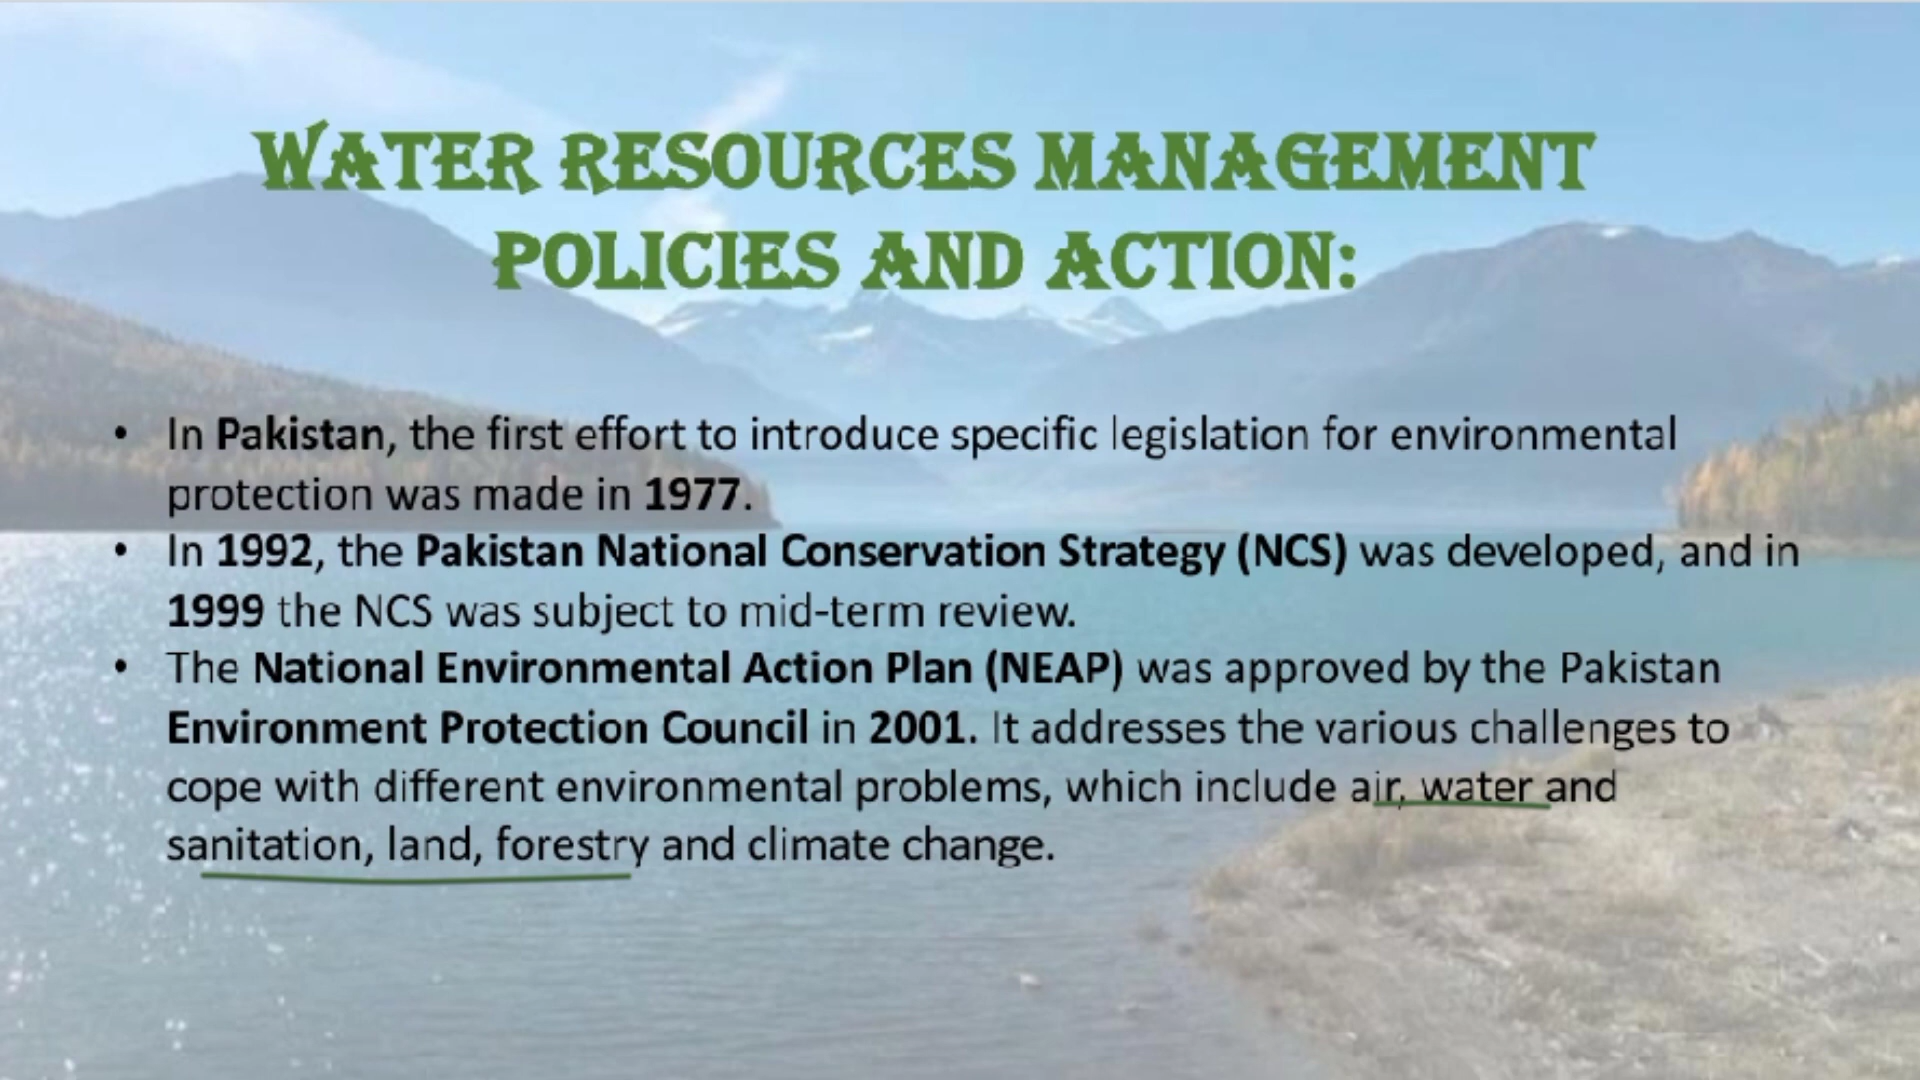 WATER RESOURCES MANAGEMENT
POLICIES AND ACTION:
• In Pakistan, the first effort to introduce specific legislation for environmental
protection was made in 1977.
• In 1992, the Pakistan National Conservation Strategy (NCS) was developed, and in
1999 the NCS was subject to mid-term review.
• The National Environmental Action Plan (NEAP) was approved by the Pakistan
Environment Protection Council in 2001. It addresses the various challenges to
cope with different environmental problems, which include air, water and
sanitation, land, forestry and climate change.